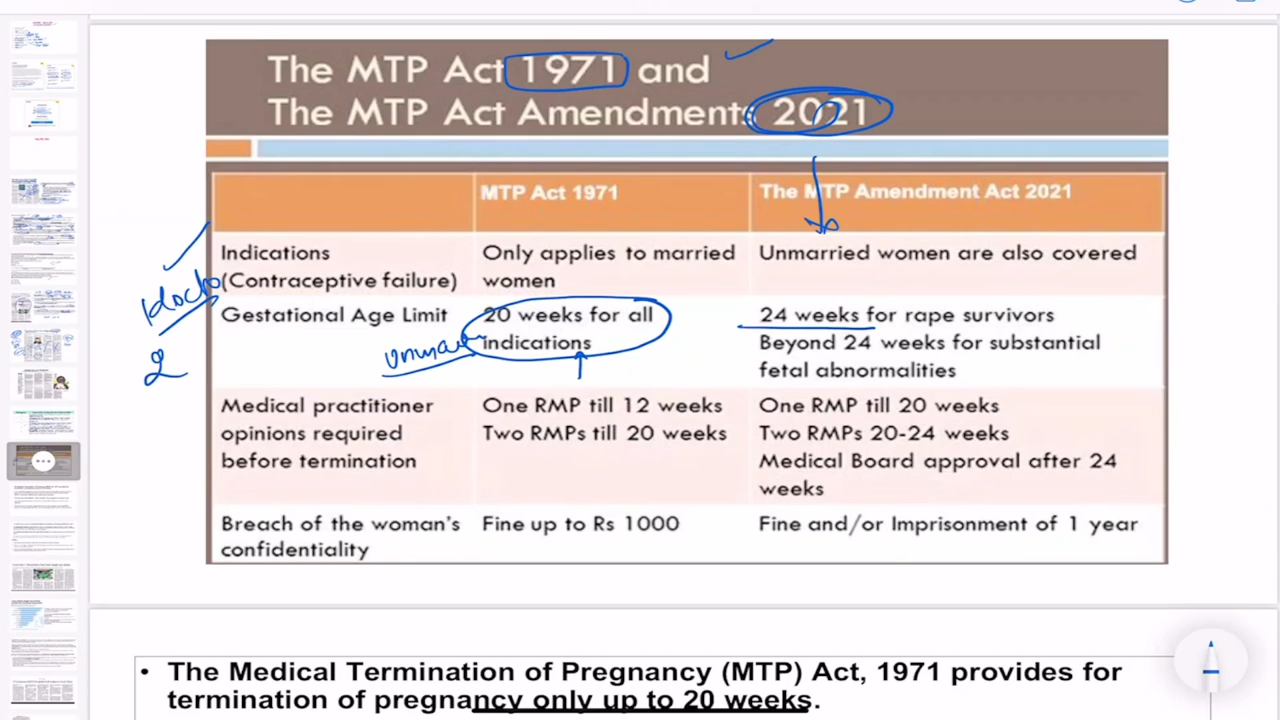 The MTP Act 1971 and
The MTP Act Amendments 2021
MTP Act 1971
The MTP Amendment Act 2021
Indications
(Contraceptive failure)
Only applies to married
women
Unmarried women are also covered
Gestational Age Limit
20 weeks for all
indications
24 weeks for rape survivors
Beyond 24 weeks for substantial
fetal abnormalities
Medical practitioner
opinions required
before termination
One RMP till 12 weeks
Two RMPs till 20 weeks
One RMP till 20 weeks
Two RMPs 20-24 weeks
Medical Board approval after 24
weeks
Breach of the woman's
confidentiality
Fine up to Rs 1000
Fine and/or Imprisonment of 1 year
2
• The Medical Termination of Pregnancy (MTP) Act, 1971 provides for
termination of pregnancy only up to 20 weeks.